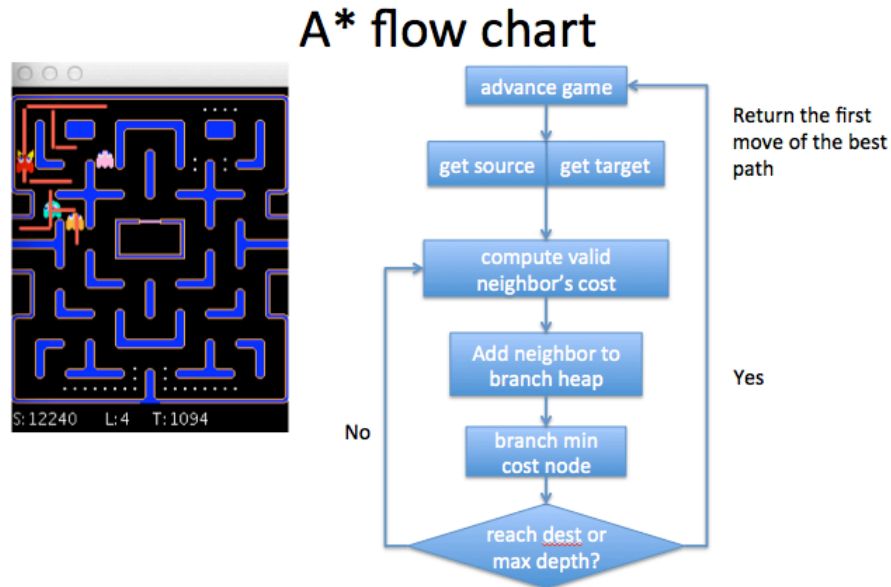 A* flow chart
advance game
Return the first
move of the best
path
get source
get target
compute valid
neighbor's cost
Add neighbor to
branch heap
Yes
No
branch min
cost node
reach dest or
max depth?
S:12240 L:4 T:1094